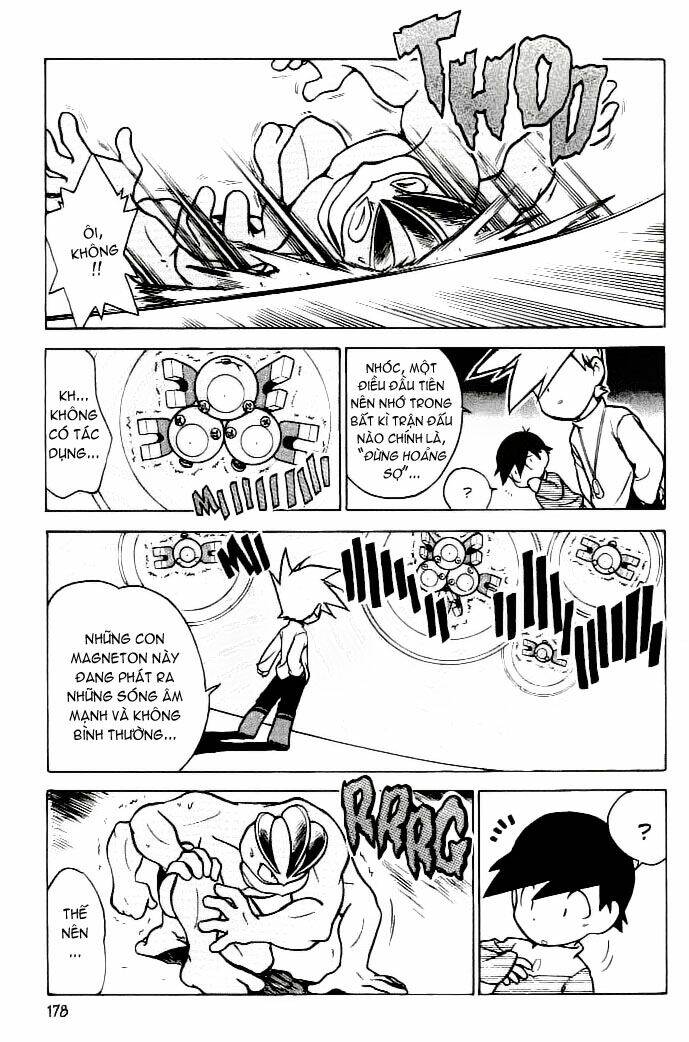 THOO
ÔI,
KHÔNG
!!
KH...
KHÔNG
CÓ TÁC
DỤNG...
MIIIIIIIII
NHÓC, MỘT
ĐIỀU ĐẦU TIÊN
NÊN NHỚ TRONG
BẤT KÌ TRẬN ĐẤU
NÀO CHÍNH LÀ,
"ĐỪNG HOẢNG
SỢ"...
?
MII
NHỮNG CON
MAGNETON NÀY
ĐANG PHÁT RA
NHỮNG SÓNG ÂM
MẠNH VÀ KHÔNG
BÌNH THƯỜNG...
RRRG
THẾ
NÊN
...
?
178